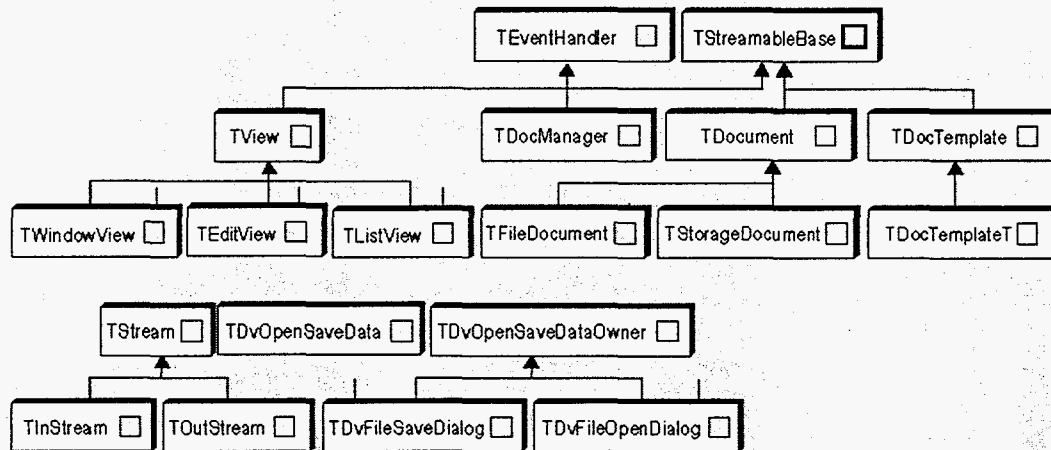 TEventHandler
TStreamableBase
TView
TDocManager
TDocument
TDocTemplate
TWindowView
TEditView
TListView
TFileDocument
TStorageDocument
TDocTemplateT
TStream
TDvOpenSaveData
TDvOpenSaveDataOwner
TInStream
TOutStream
TDvFileSaveDialog
TDvFileOpenDialog